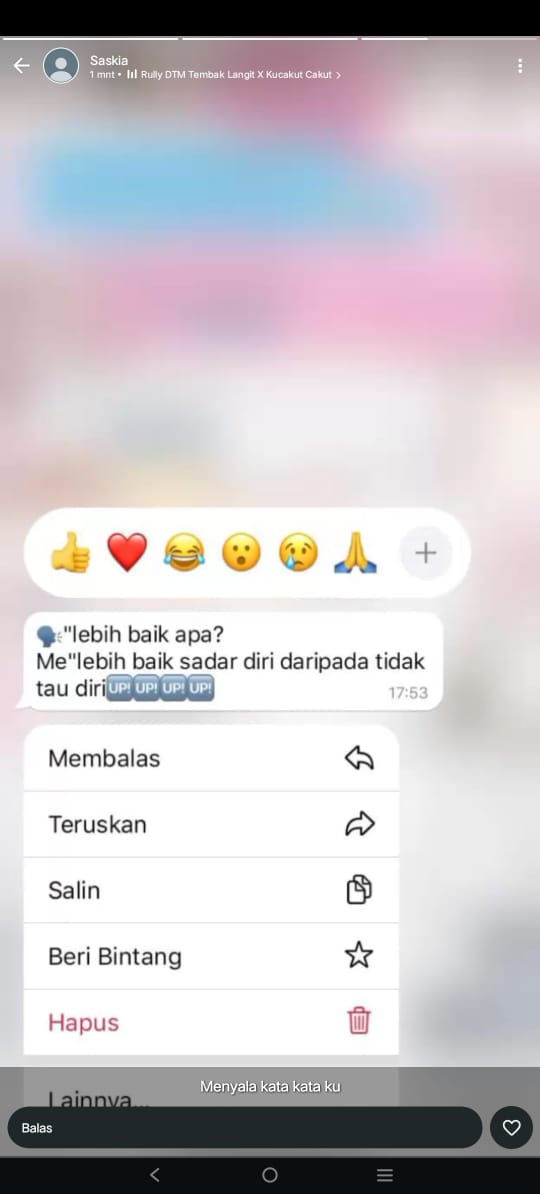 Saskia
1 mnt • Rully DTM Tembak Langit X Kucakut Cakut >
🗣️"lebih baik apa?
Me"lebih baik sadar diri daripada tidak
tau diri🆙🆙🆙🆙
17:53
Membalas
Teruskan
Salin
Beri Bintang
Hapus
Lainnya...
Menyala kata kata ku
Balas